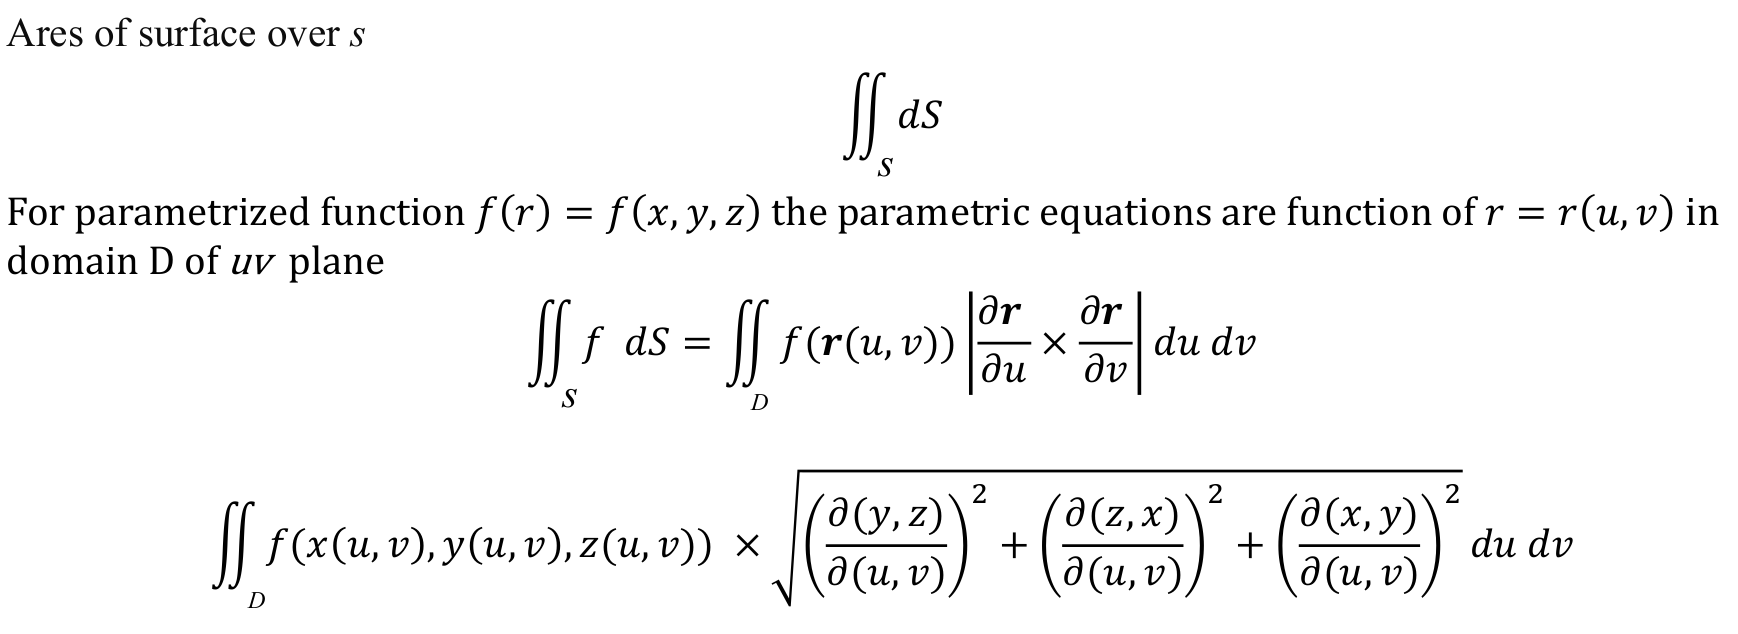 Ares of surface over s
∬_S dS
For parametrized function f(r) = f(x, y, z) the parametric equations are function of r = r(u, v) in
domain D of uv plane
∬_S f dS = ∬_D f(r(u, v)) |∂r/∂u × ∂r/∂v| du dv
∬_D f(x(u, v), y(u, v), z(u, v)) × √((∂(y, z)/∂(u, v))² + (∂(z, x)/∂(u, v))² + (∂(x, y)/∂(u, v))²) du dv